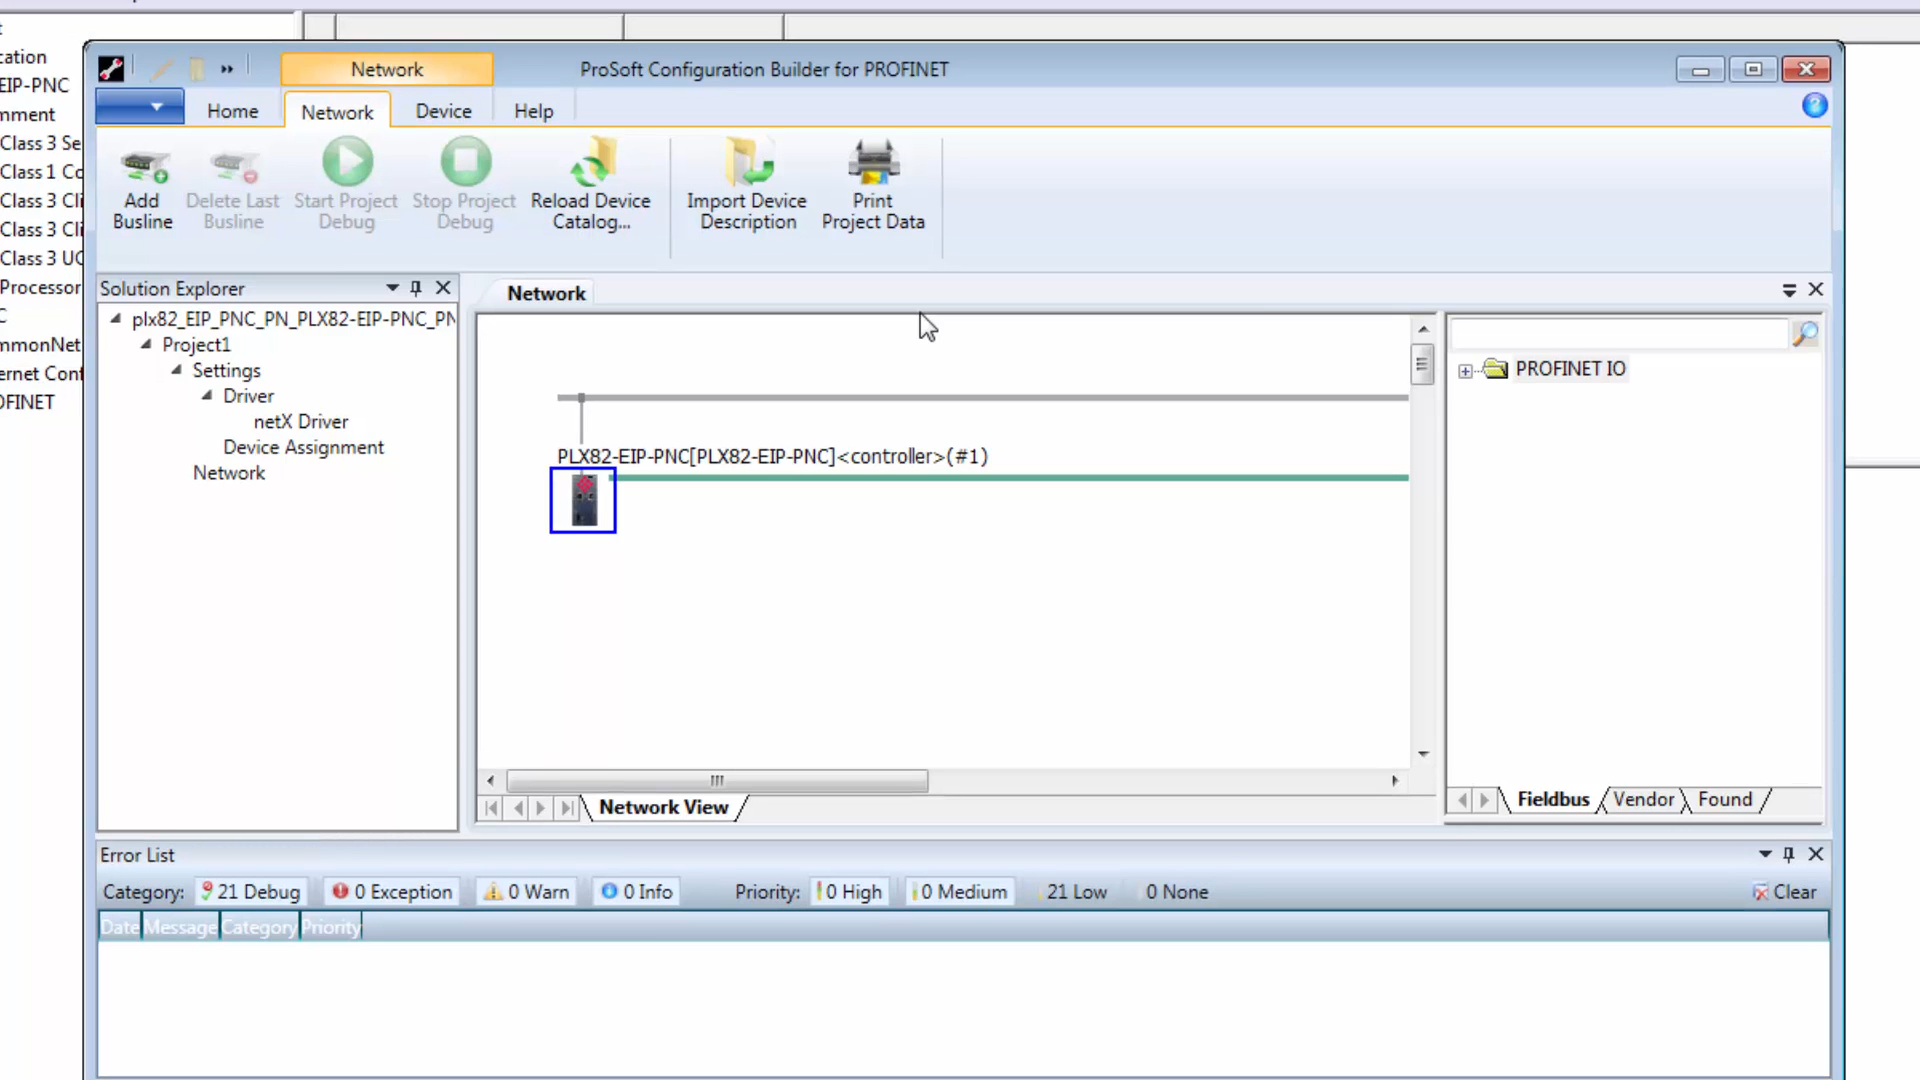 cation
EIP-PNC
mment
Class 3 Se
Class 1 Co
Class 3 Cli
Class 3 Cli
Class 3 UC
Processor
C
mmonNet
ernet Conf
OFINET
Network
ProSoft Configuration Builder for PROFINET
Home
Network
Device
Help
Add
Busline
Delete Last
Busline
Start Project
Debug
Stop Project
Debug
Reload Device
Catalog...
Import Device
Description
Print
Project Data
Solution Explorer
plx82_EIP_PNC_PN_PLX82-EIP-PNC_PN
Project1
Settings
Driver
netX Driver
Device Assignment
Network
Network
PLX82-EIP-PNC[PLX82-EIP-PNC]<controller>(#1)
Network View
PROFINET IO
Fieldbus
Vendor
Found
Error List
Category: 21 Debug 0 Exception 0 Warn 0 Info Priority: 0 High 0 Medium 21 Low 0 None Clear
Date Message Category Priority